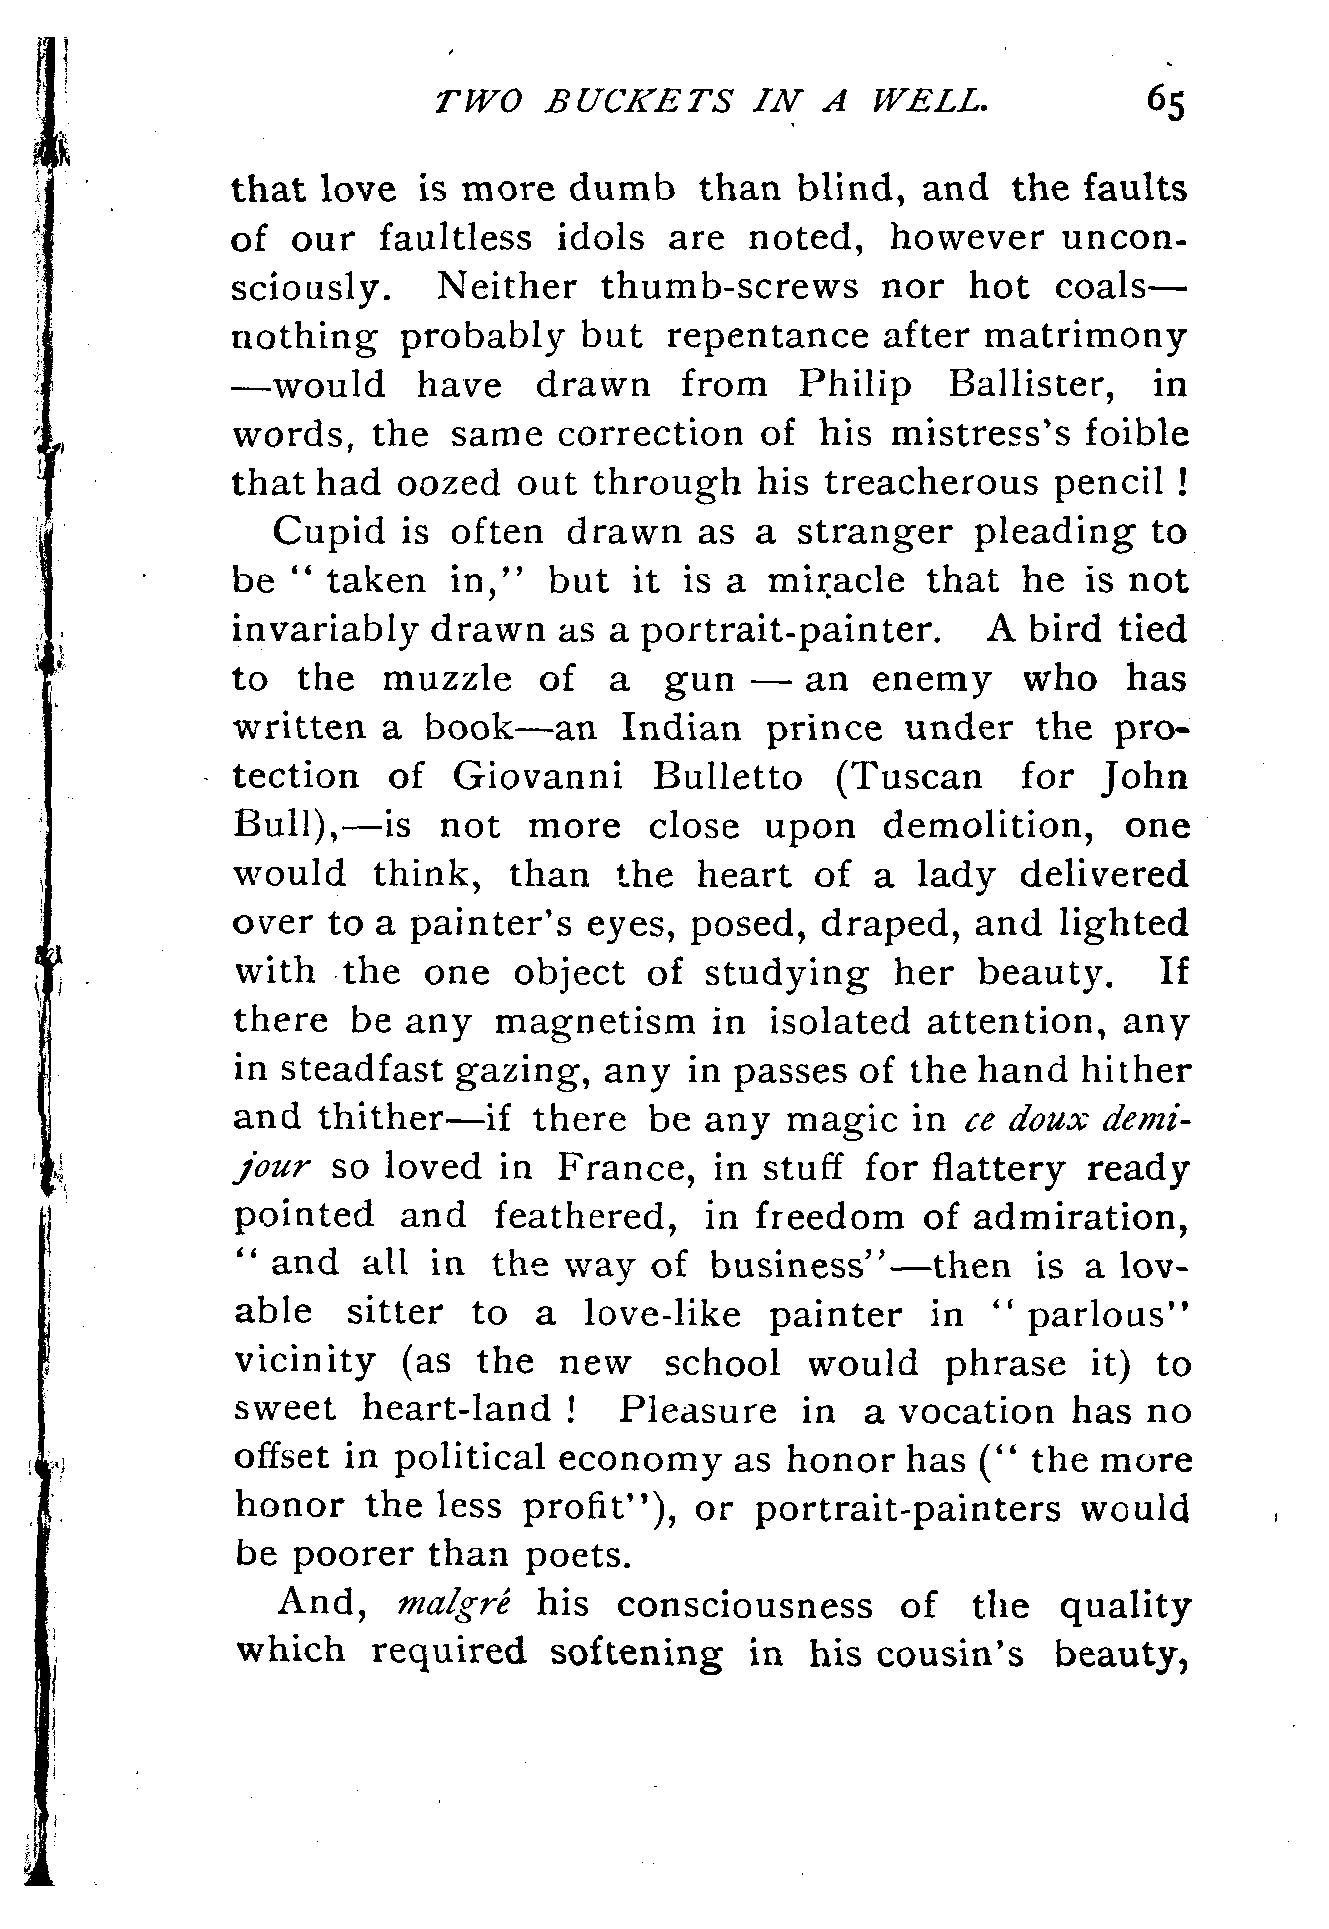 TWO BUCKETS IN A WELL. 65
that love is more dumb than blind, and the faults
of our faultless idols are noted, however uncon-
sciously. Neither thumb-screws nor hot coals—
nothing probably but repentance after matrimony
—would have drawn from Philip Ballister, in
words, the same correction of his mistress's foible
that had oozed out through his treacherous pencil !
Cupid is often drawn as a stranger pleading to
be “ taken in,” but it is a miracle that he is not
invariably drawn as a portrait-painter. A bird tied
to the muzzle of a gun — an enemy who has
written a book—an Indian prince under the pro-
tection of Giovanni Bulletto (Tuscan for John
Bull),—is not more close upon demolition, one
would think, than the heart of a lady delivered
over to a painter's eyes, posed, draped, and lighted
with the one object of studying her beauty. If
there be any magnetism in isolated attention, any
in steadfast gazing, any in passes of the hand hither
and thither—if there be any magic in ce doux demi-
jour so loved in France, in stuff for flattery ready
pointed and feathered, in freedom of admiration,
“ and all in the way of business”—then is a lov-
able sitter to a love-like painter in “ parlous”
vicinity (as the new school would phrase it) to
sweet heart-land ! Pleasure in a vocation has no
offset in political economy as honor has (“ the more
honor the less profit”), or portrait-painters would
be poorer than poets.
And, malgré his consciousness of the quality
which required softening in his cousin's beauty,